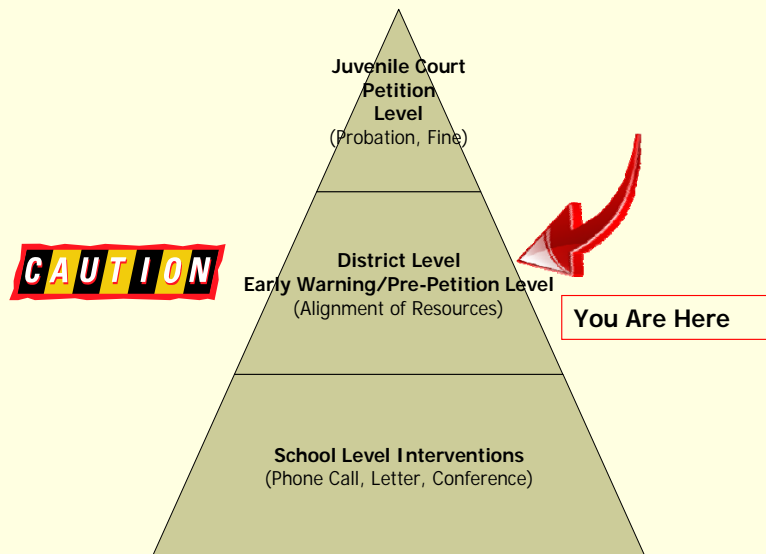 Juvenile Court
Petition
Level
(Probation, Fine)
CAUTION
District Level
Early Warning/Pre-Petition Level
(Alignment of Resources)
You Are Here
School Level Interventions
(Phone Call, Letter, Conference)